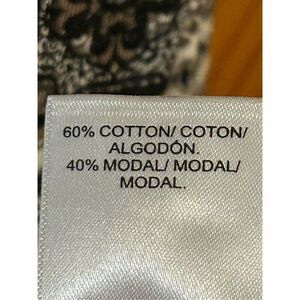 60% COTTON/ COTON/
ALGODÓN.
40% MODAL/ MODAL/
MODAL.